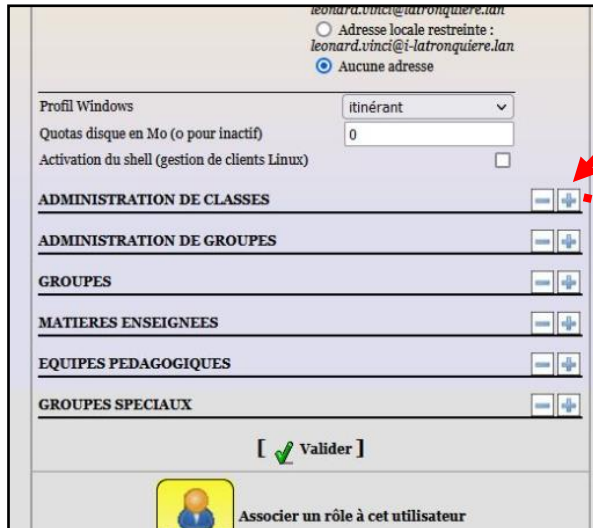 leonard.vinci@latronquiere.lan
Adresse locale restreinte :
leonard.vinci@i-latronquiere.lan
Aucune adresse
Profil Windows itinérant
Quotas disque en Mo (0 pour inactif) 0
Activation du shell (gestion de clients Linux)
ADMINISTRATION DE CLASSES
ADMINISTRATION DE GROUPES
GROUPES
MATIERES ENSEIGNEES
EQUIPES PEDAGOGIQUES
GROUPES SPECIAUX
[ Valider ]
Associer un rôle à cet utilisateur